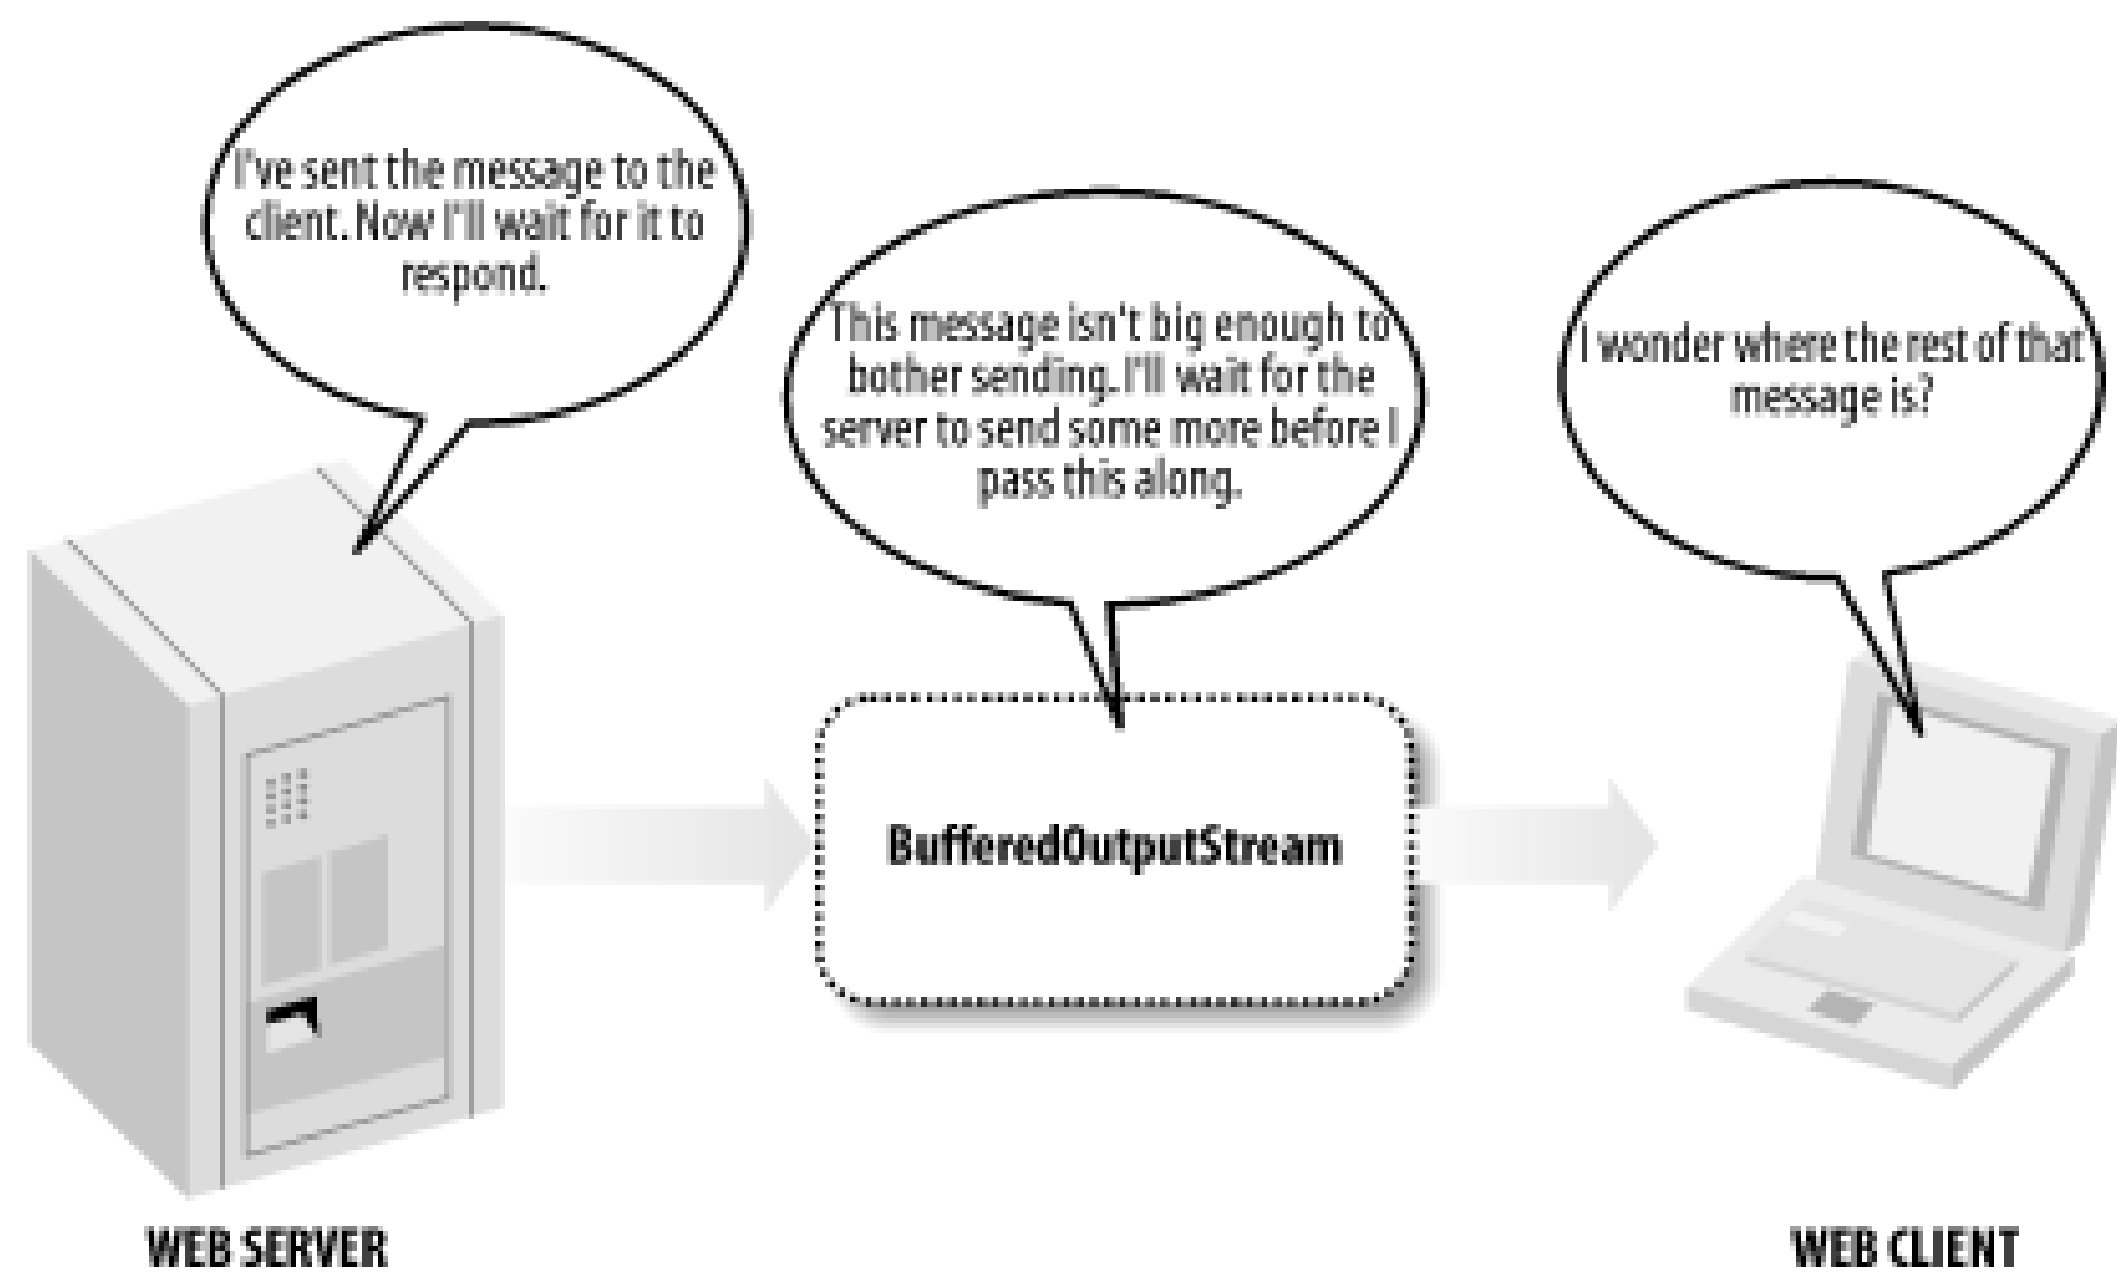 I've sent the message to the
client. Now I'll wait for it to
respond.
This message isn't big enough to
bother sending. I'll wait for the
server to send some more before I
pass this along.
I wonder where the rest of that
message is?
BufferedOutputStream
WEB SERVER
WEB CLIENT